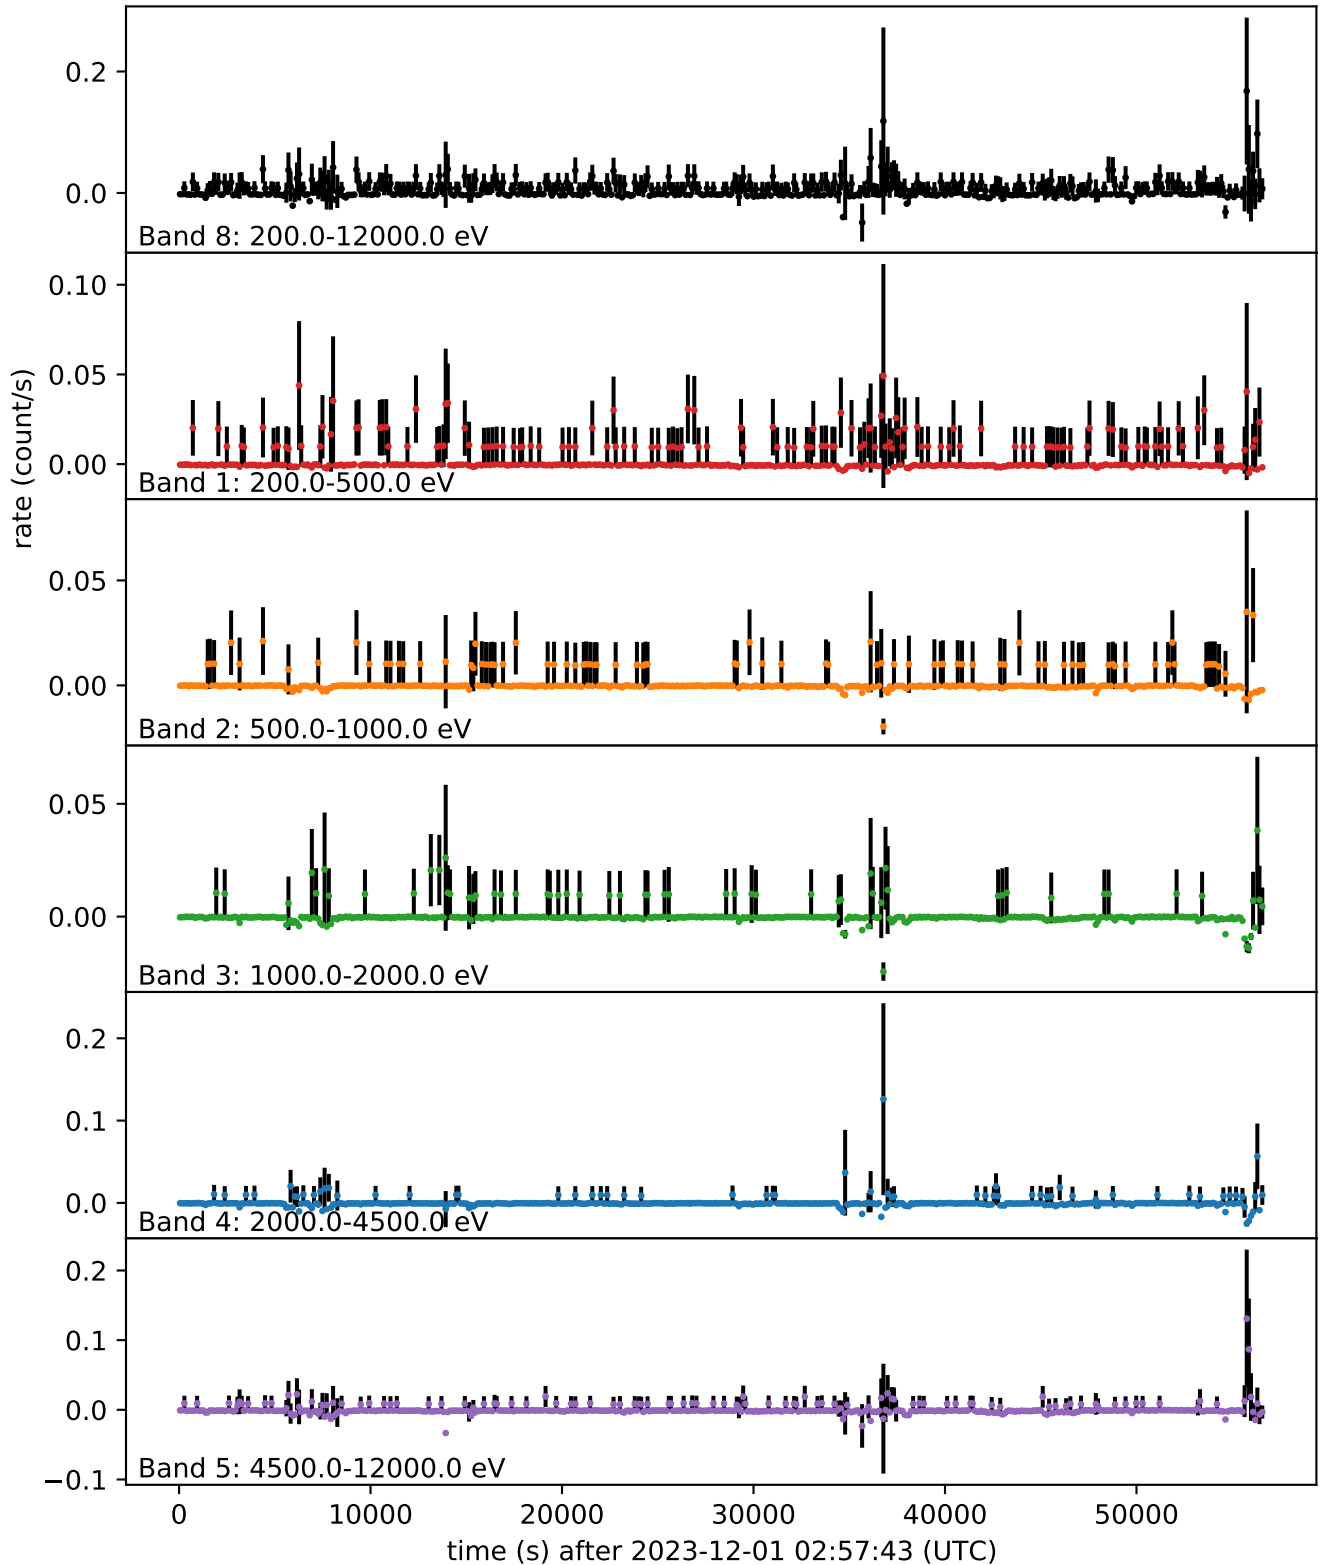 0.2
0.0
Band 8: 200.0-12000.0 eV
0.10
0.05
0.00
Band 1: 200.0-500.0 eV
rate (count/s)
0.05
0.00
Band 2: 500.0-1000.0 eV
0.05
0.00
Band 3: 1000.0-2000.0 eV
0.2
0.1
0.0
Band 4: 2000.0-4500.0 eV
0.2
0.1
0.0
−0.1
Band 5: 4500.0-12000.0 eV
0 10000 20000 30000 40000 50000
time (s) after 2023-12-01 02:57:43 (UTC)